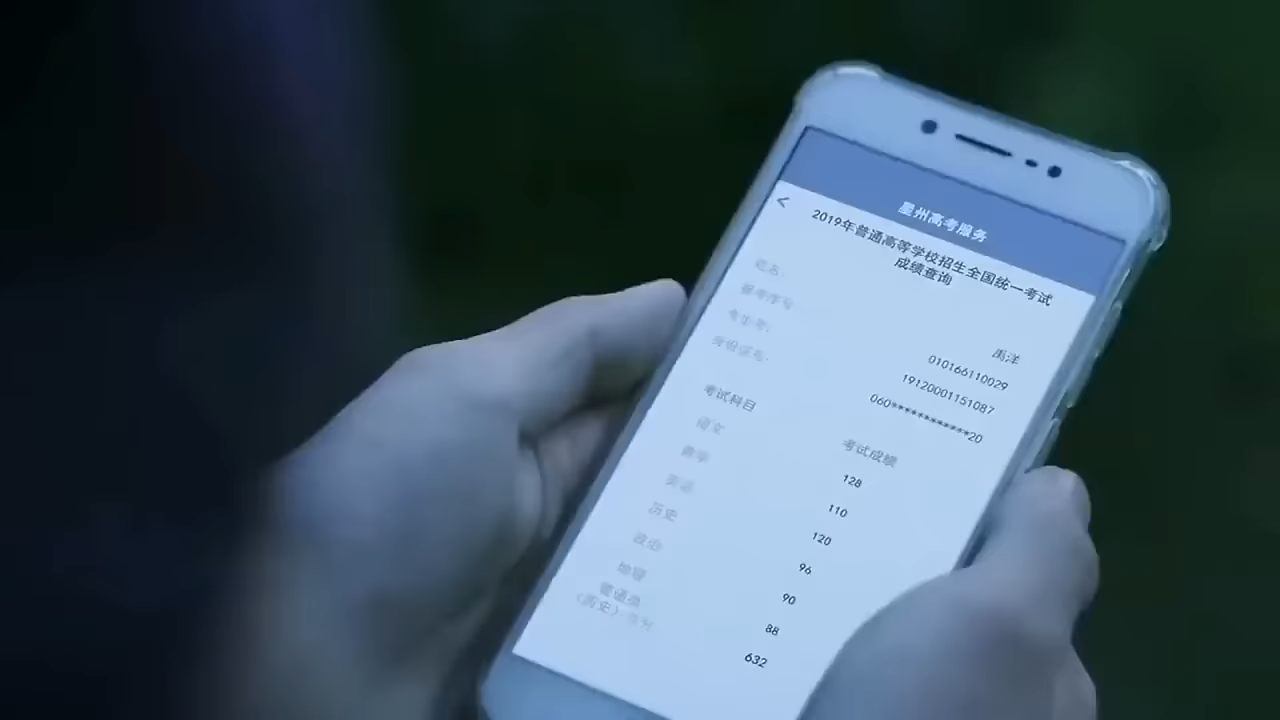 星州高考服务
<
2019年普通高等学校招生全国统一考试
成绩查询
姓名 禹洋
报考序号 010166110029
考生号: 19120001151087
身份证号: 060************20
考试科目 考试成绩
语文 128
数学 110
英语 120
历史 96
政治 90
地理 88
(历史) 632